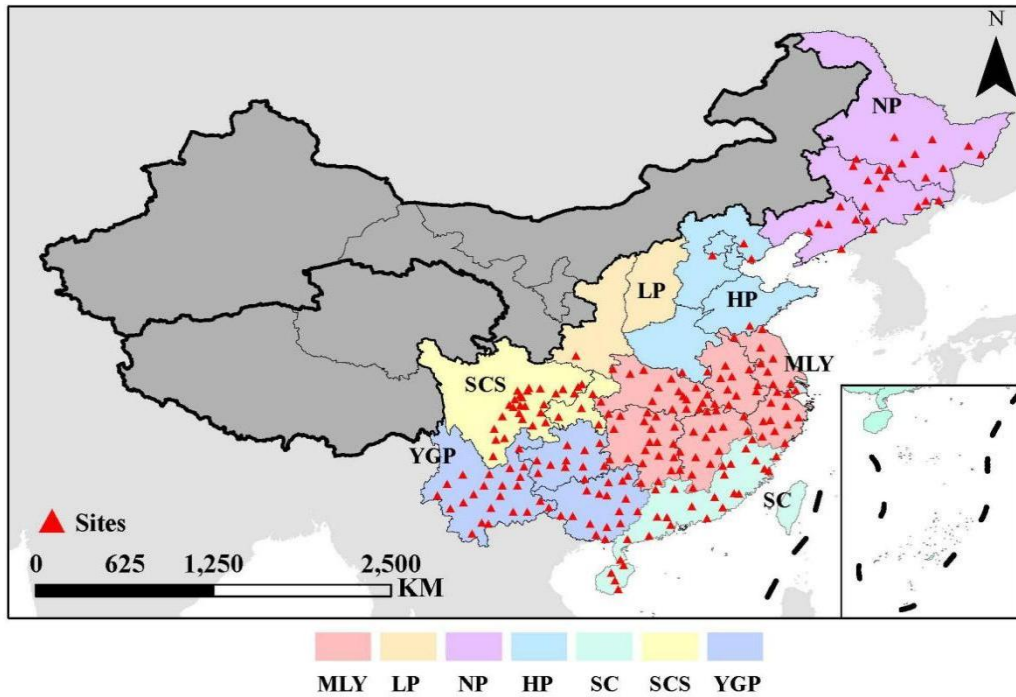 N
NP
LP
HP
SCS
MLY
YGP
SC
Sites
0 625 1,250 2,500
KM
MLY LP NP HP SC SCS YGP